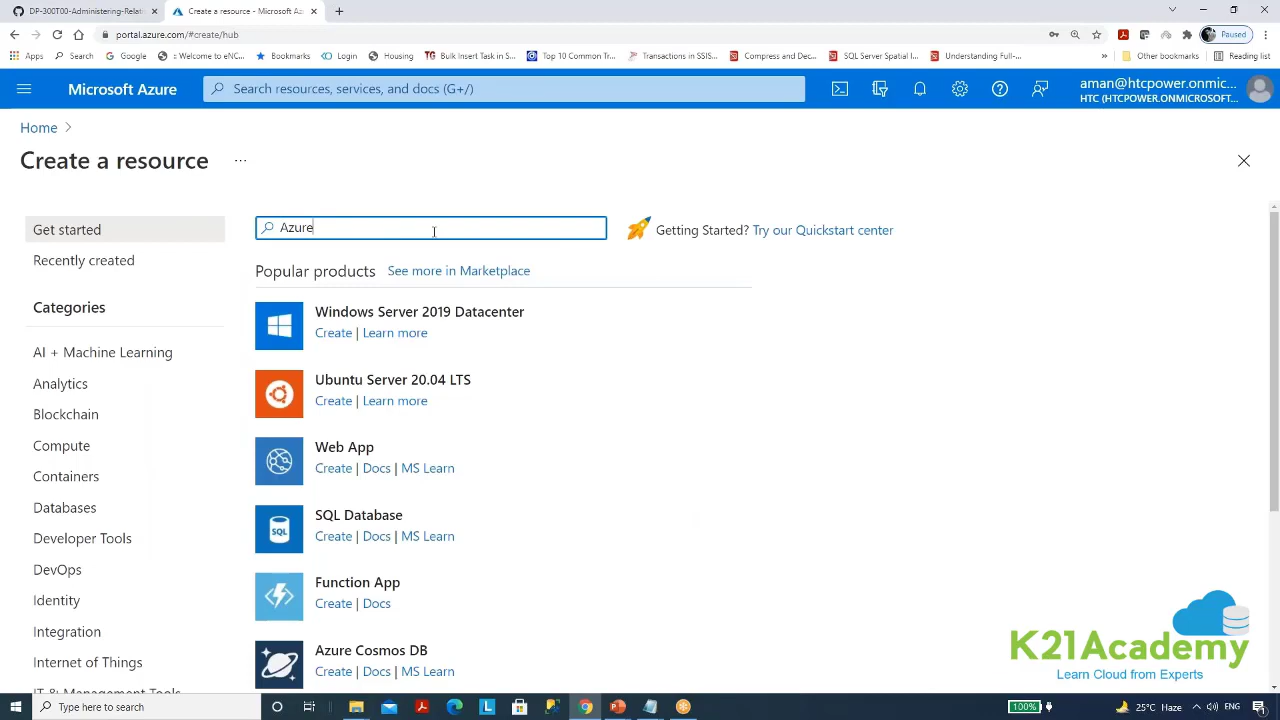 DP-300T00-Administering-Relatio
Create a resource - Microsoft Az
portal.azure.com/#create/hub
Paused
Apps
Search
Google
::Welcome to eNC
Bookmarks
Login
Housing
TG Bulk Insert Task in S...
Top 10 Common Tr...
Transactions in SSIS...
Compress and Dec...
SQL Server Spatial I...
Understanding Full-...
Other bookmarks
Reading list
Microsoft Azure
Search resources, services, and docs (G+/)
aman@htcpower.onmic...
HTC (HTCPOWER.ONMICROSOFT...
Home
Create a resource
...
Get started
Recently created
Categories
AI + Machine Learning
Analytics
Blockchain
Compute
Containers
Databases
Developer Tools
DevOps
Identity
Integration
Internet of Things
IT & Management Tools
Azure
Getting Started? Try our Quickstart center
Popular products See more in Marketplace
Windows Server 2019 Datacenter
Create | Learn more
Ubuntu Server 20.04 LTS
Create | Learn more
Web App
Create | Docs | MS Learn
SQL
SQL Database
Create | Docs | MS Learn
Function App
Create | Docs
Azure Cosmos DB
Create | Docs | MS Learn
K21Academy
Learn Cloud from Experts
Type here to search
L
100%
25°C Haze
ENG